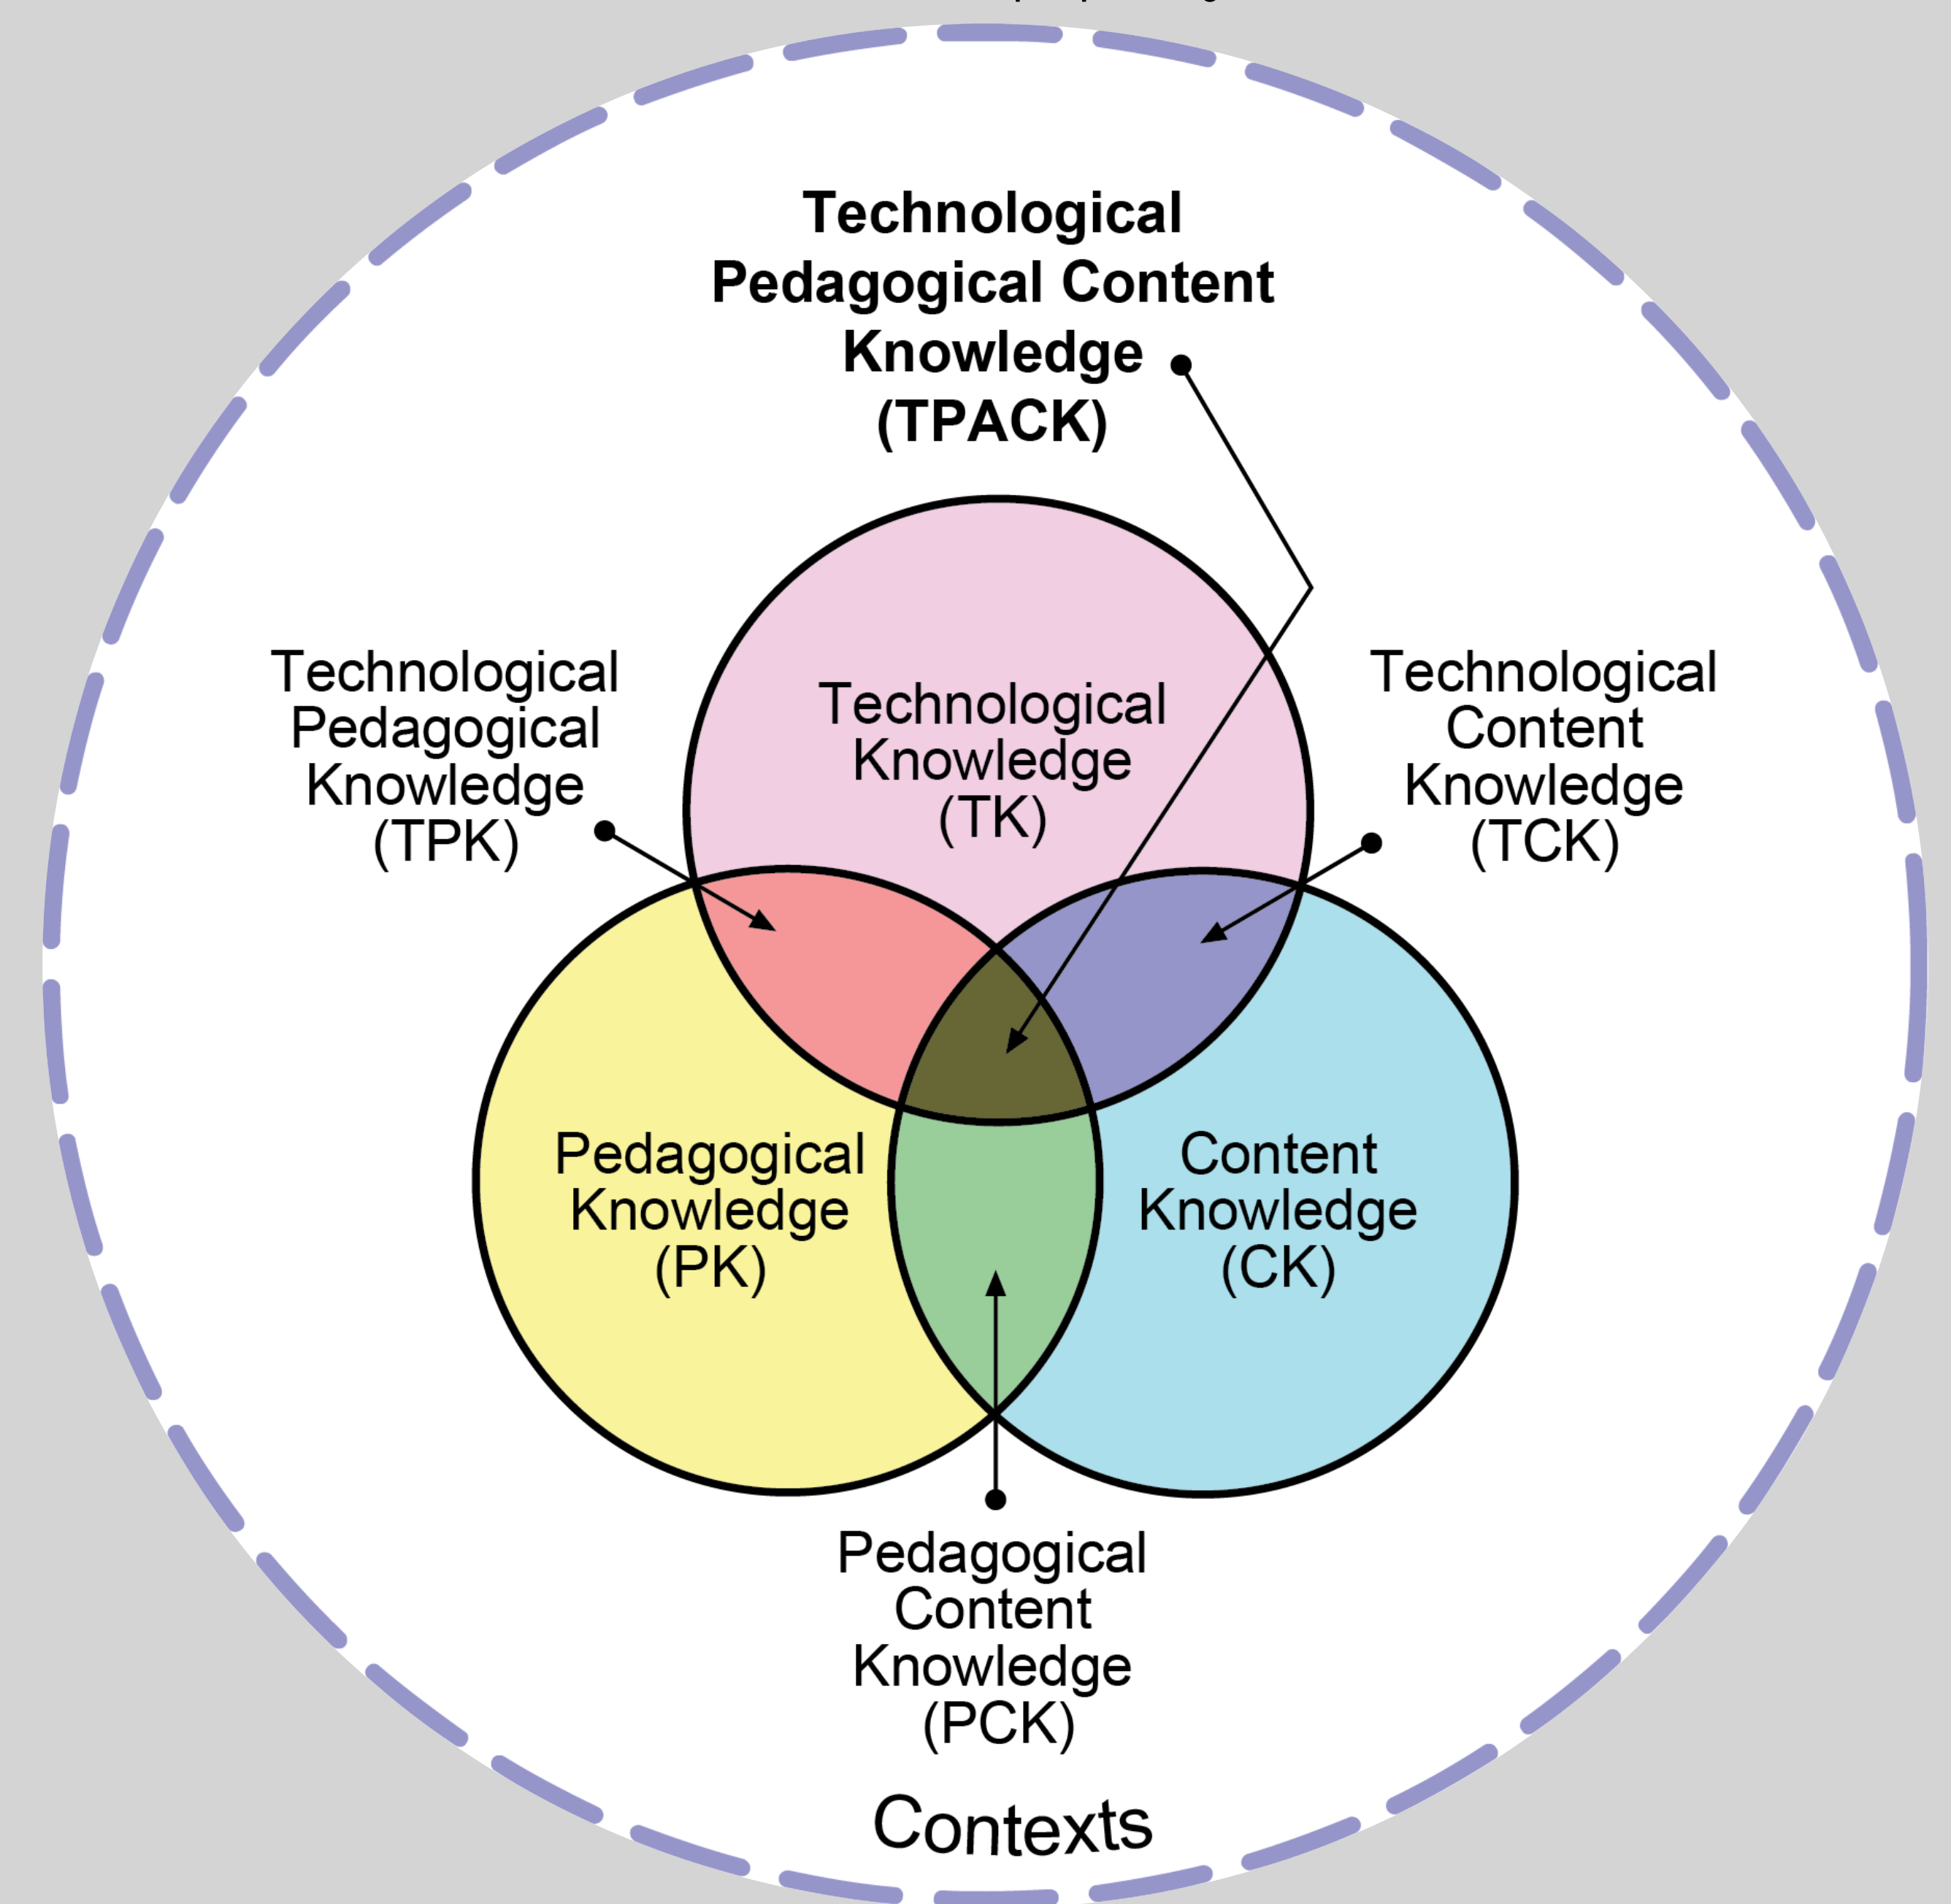 Technological
Pedagogical Content
Knowledge
(TPACK)
Technological
Pedagogical
Knowledge
(TPK)
Technological
Knowledge
(TK)
Technological
Content
Knowledge
(TCK)
Pedagogical
Knowledge
(PK)
Content
Knowledge
(CK)
Pedagogical
Content
Knowledge
(PCK)
Contexts